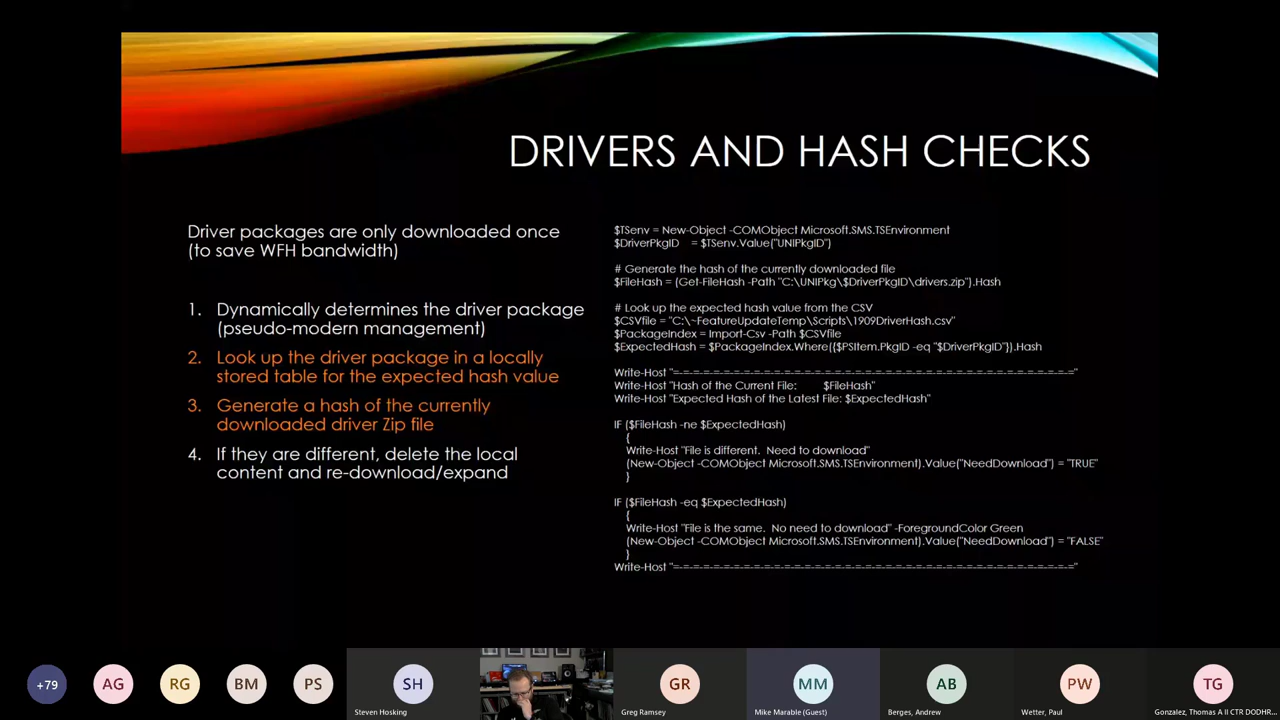 DRIVERS AND HASH CHECKS
Driver packages are only downloaded once
(to save WFH bandwidth)
1. Dynamically determines the driver package
(pseudo-modern management)
2. Look up the driver package in a locally
stored table for the expected hash value
3. Generate a hash of the currently
downloaded driver Zip file
4. If they are different, delete the local
content and re-download/expand
$TSenv = New-Object -COMObject Microsoft.SMS.TSEnvironment
$DriverPkgID = $TSenv.Value("UNIPkgID")
# Generate the hash of the currently downloaded file
$FileHash = (Get-FileHash -Path "C:\UNIPkg\$DriverPkgID\drivers.zip").Hash
# Look up the expected hash value from the CSV
$CSVfile = "C:\~FeatureUpdateTemp\Scripts\1909DriverHash.csv"
$PackageIndex = Import-Csv -Path $CSVfile
$ExpectedHash = $PackageIndex.Where({$PSItem.PkgID -eq "$DriverPkgID"}).Hash
Write-Host "=-=-=-=-=-=-=-=-=-=-=-=-=-=-=-=-=-=-=-=-=-=-=-=-=-=-=-=-=-=-=-=-=-=-=-=-=-=-=-="
Write-Host "Hash of the Current File: $FileHash"
Write-Host "Expected Hash of the Latest File: $ExpectedHash"
IF ($FileHash -ne $ExpectedHash)
{
Write-Host "File is different. Need to download"
(New-Object -COMObject Microsoft.SMS.TSEnvironment).Value("NeedDownload") = "TRUE"
}
IF ($FileHash -eq $ExpectedHash)
{
Write-Host "File is the same. No need to download" -ForegroundColor Green
(New-Object -COMObject Microsoft.SMS.TSEnvironment).Value("NeedDownload") = "FALSE"
}
Write-Host "=-=-=-=-=-=-=-=-=-=-=-=-=-=-=-=-=-=-=-=-=-=-=-=-=-=-=-=-=-=-=-=-=-=-=-=-=-=-=-="
+79 AG RG BM PS SH GR MM AB PW TG
Steven Hosking Greg Ramsey Mike Marable (Guest) Berges, Andrew Wetter, Paul Gonzalez, Thomas A II CTR DODHR...